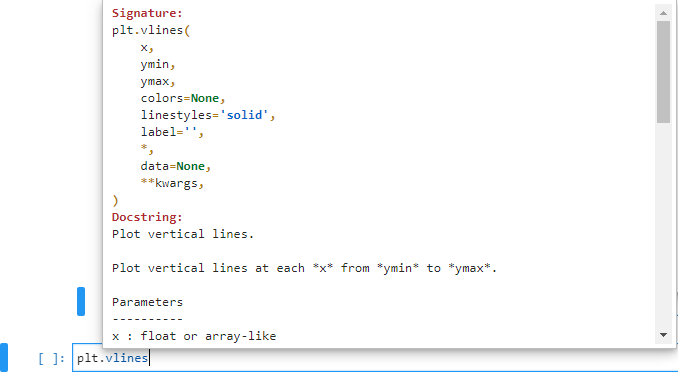 Signature:
plt.vlines(
    x,
    ymin,
    ymax,
    colors=None,
    linestyles='solid',
    label='',
    *,
    data=None,
    **kwargs,
)
Docstring:
Plot vertical lines.
Plot vertical lines at each *x* from *ymin* to *ymax*.
Parameters
----------
x : float or array-like
[ ]: plt.vlines